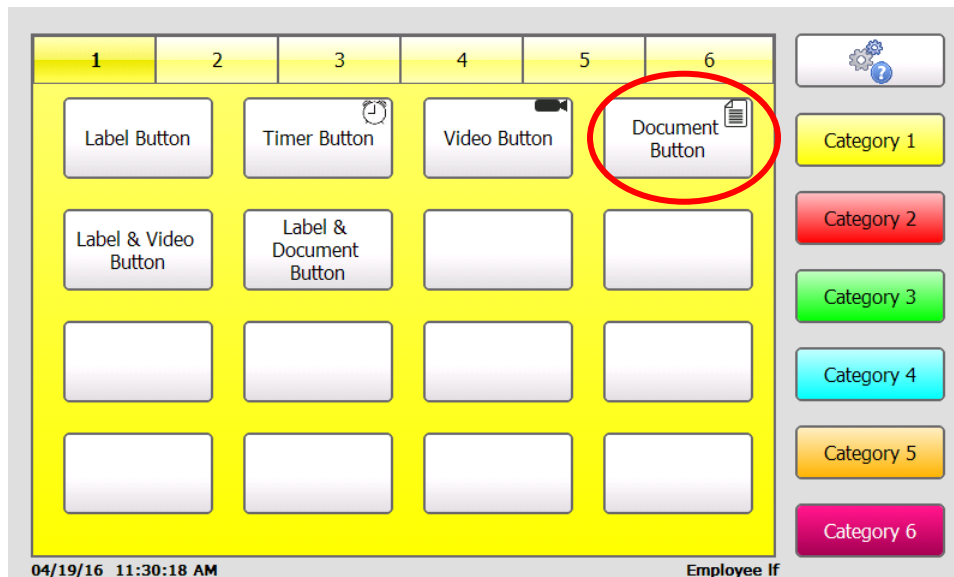 1 2 3 4 5 6
Label Button
Timer Button
Video Button
Document
Button
Category 1
Category 2
Label & Video
Button
Label &
Document
Button
Category 3
Category 4
Category 5
Category 6
04/19/16 11:30:18 AM
Employee If